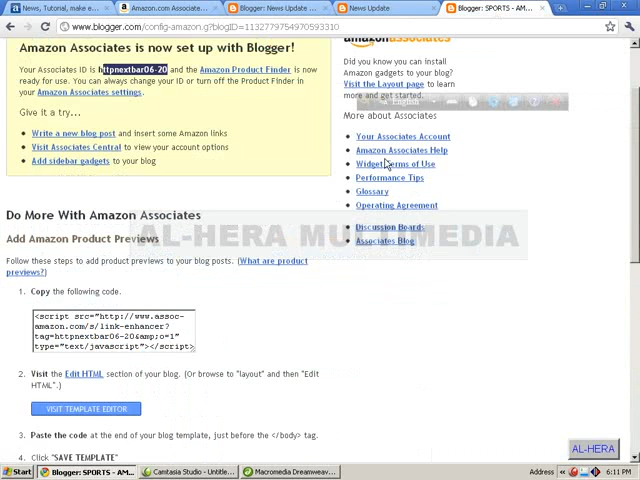 News, Tutorial, make e
Amazon.com Associate
Blogger: News Update
News Update
Blogger: SPORTS - AM
www.blogger.com/config-amazon.g?blogID=1132779754970593310
Amazon Associates is now set up with Blogger!
Your Associates ID is httpnextbar06-20 and the Amazon Product Finder is now
ready for use. You can always change your ID or turn off the Product Finder in
your Amazon Associates settings.
Give it a try...
Write a new blog post and insert some Amazon links
Visit Associates Central to view your account options
Add sidebar gadgets to your blog
amazonassociates
Did you know you can install
Amazon gadgets to your blog?
Visit the Layout page to learn
more and get started.
English
More about Associates
Your Associates Account
Amazon Associates Help
Widget Terms of Use
Performance Tips
Glossary
Operating Agreement
Discussion Boards
Associates Blog
AL-HERA MULTIMEDIA
Do More With Amazon Associates
Add Amazon Product Previews
Follow these steps to add product previews to your blog posts. (What are product
previews?)
1. Copy the following code.
<script src="http://www.assoc-
amazon.com/s/link-enhancer?
tag=httpnextbar06-20&amp;o=1"
type="text/javascript"></script>
2. Visit the Edit HTML section of your blog. (Or browse to "layout" and then "Edit
HTML".)
VISIT TEMPLATE EDITOR
3. Paste the code at the end of your blog template, just before the </body> tag.
4. Click "SAVE TEMPLATE"
AL-HERA
Start
Blogger: SPORTS - AM...
Camtasia Studio - Untitle...
Macromedia Dreamweav...
Address
6:11 PM